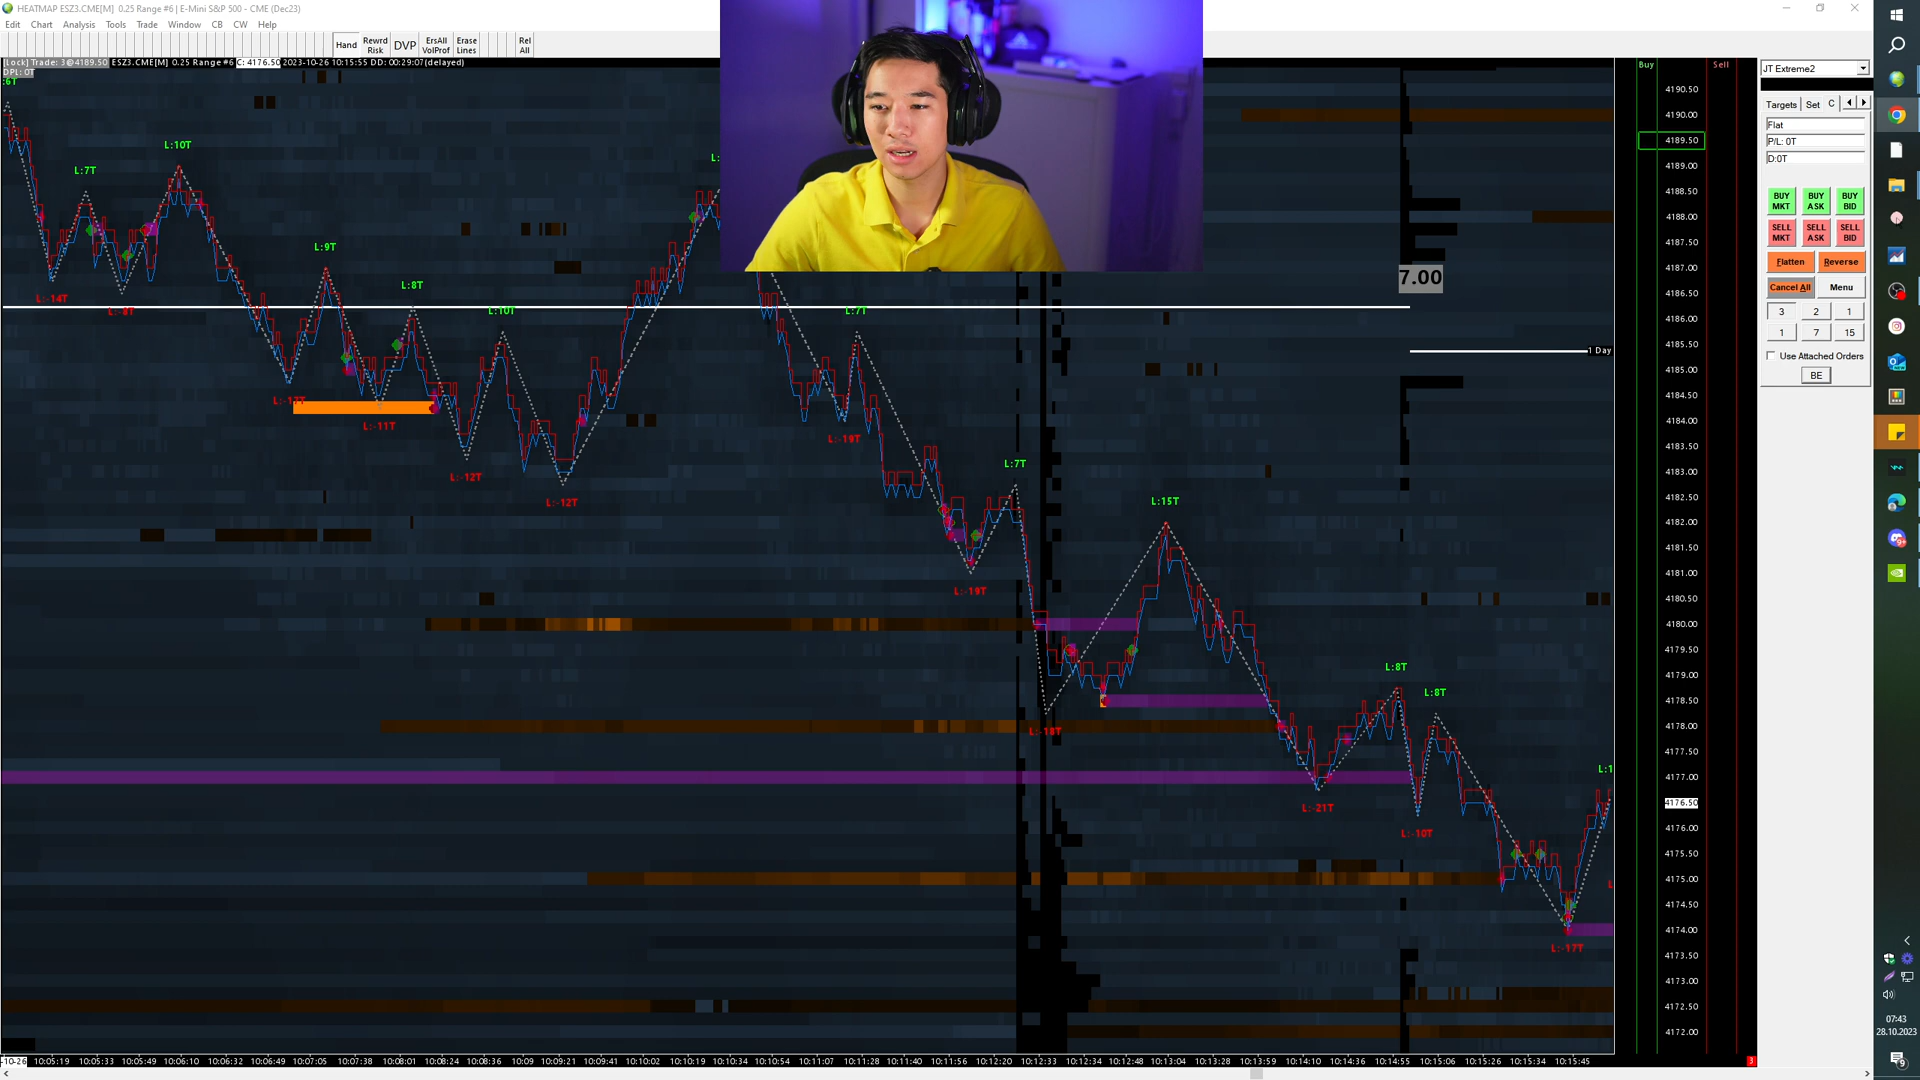 HEATMAP ESZ3.CME[M] 0.25 Range #6 | E-Mini S&P 500 - CME (Dec23)
Edit Chart Analysis Tools Trade Window CB CW Help
Hand Rewrd Risk DVP ErsAll VolProf Erase Lines Rel All
[Lock] Trade: 3@4189.50 ESZ3.CME[M] 0.25 Range #6 C: 4176.50 2023-10-26 10:15:55 DD: 00:29:07(delayed)
DPL: 0T
:6T
L:10T
L:7T
L:
L:9T
L:8T
L:-14T
L:-8T
7.00
L:10T
L:7T
1 Day
L:-17T
L:-11T
L:-19T
L:7T
L:-12T
L:-12T
L:15T
L:-19T
L:8T
L:8T
L:-18T
L:1
L:-21T
L:-10T
L:-17T
L
Buy Sell
4190.50
4190.00
4189.50
4189.00
4188.50
4188.00
4187.50
4187.00
4186.50
4186.00
4185.50
4185.00
4184.50
4184.00
4183.50
4183.00
4182.50
4182.00
4181.50
4181.00
4180.50
4180.00
4179.50
4179.00
4178.50
4178.00
4177.50
4177.00
4176.50
4176.00
4175.50
4175.00
4174.50
4174.00
4173.50
4173.00
4172.50
4172.00
-10-26 10:05:19 10:05:33 10:05:49 10:06:10 10:06:32 10:06:49 10:07:05 10:07:38 10:08:01 10:08:24 10:08:36 10:09 10:09:21 10:09:41 10:10:02 10:10:19 10:10:34 10:10:54 10:11:07 10:11:28 10:11:40 10:11:56 10:12:20 10:12:33 10:12:34 10:12:48 10:13:04 10:13:28 10:13:59 10:14:10 10:14:36 10:14:55 10:15:06 10:15:26 10:15:34 10:15:45
3
JT Extreme2
Targets Set C
Flat
P/L: 0T
D:0T
BUY MKT BUY ASK BUY BID
SELL MKT SELL ASK SELL BID
Flatten Reverse
Cancel All Menu
3 2 1
1 7 15
Use Attached Orders
BE
07:43
28.10.2023